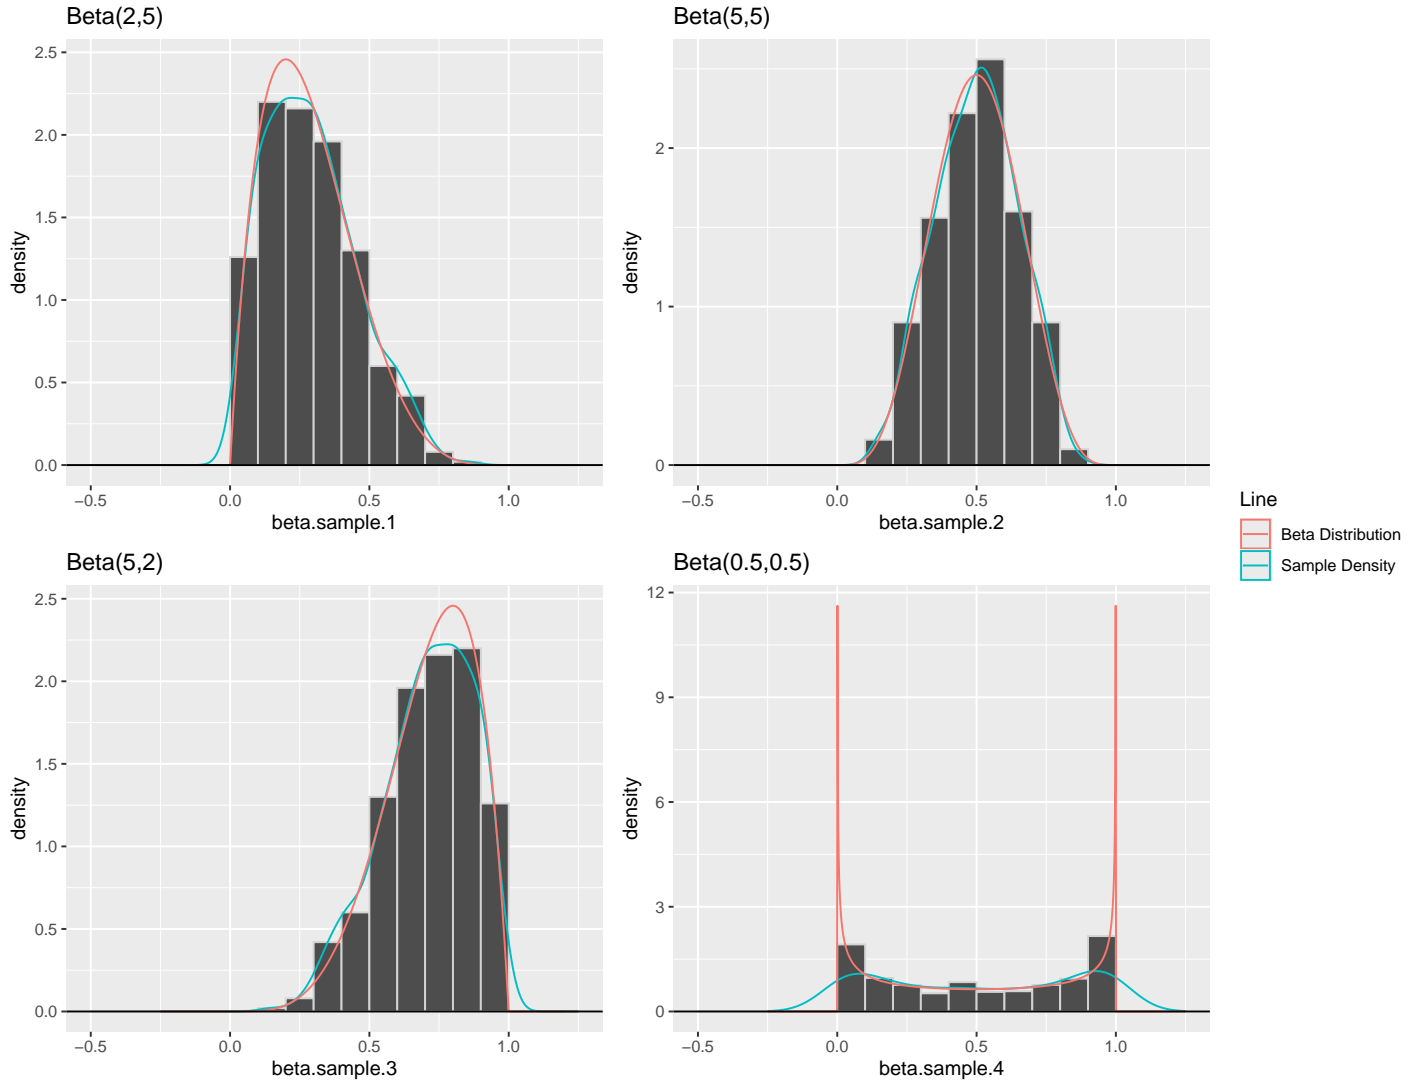 Beta(2,5)
density
2.5
2.0
1.5
1.0
0.5
0.0
−0.5 0.0 0.5 1.0
beta.sample.1
Beta(5,5)
density
2
1
0
−0.5 0.0 0.5 1.0
beta.sample.2
Beta(5,2)
density
2.5
2.0
1.5
1.0
0.5
0.0
−0.5 0.0 0.5 1.0
beta.sample.3
Beta(0.5,0.5)
density
12
9
6
3
0
−0.5 0.0 0.5 1.0
beta.sample.4
Line
Beta Distribution
Sample Density